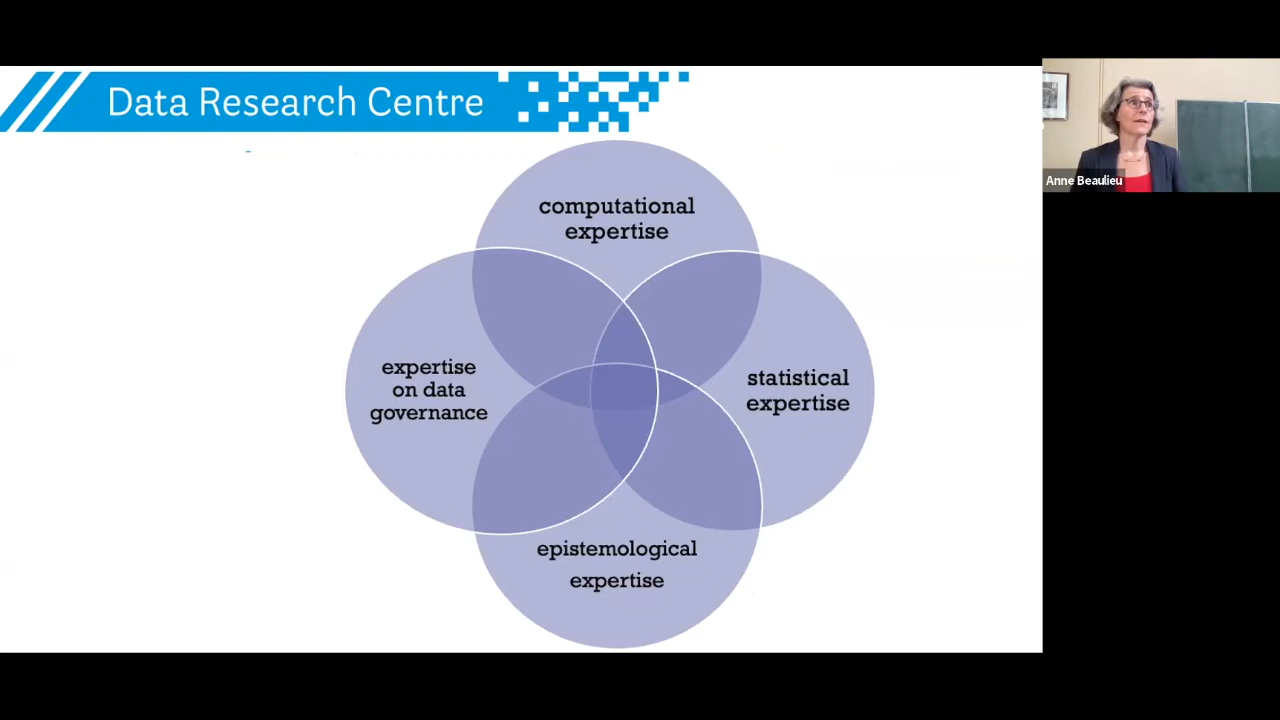 Data Research Centre
Anne Beaulieu
computational
expertise
expertise
on data
governance
statistical
expertise
epistemological
expertise